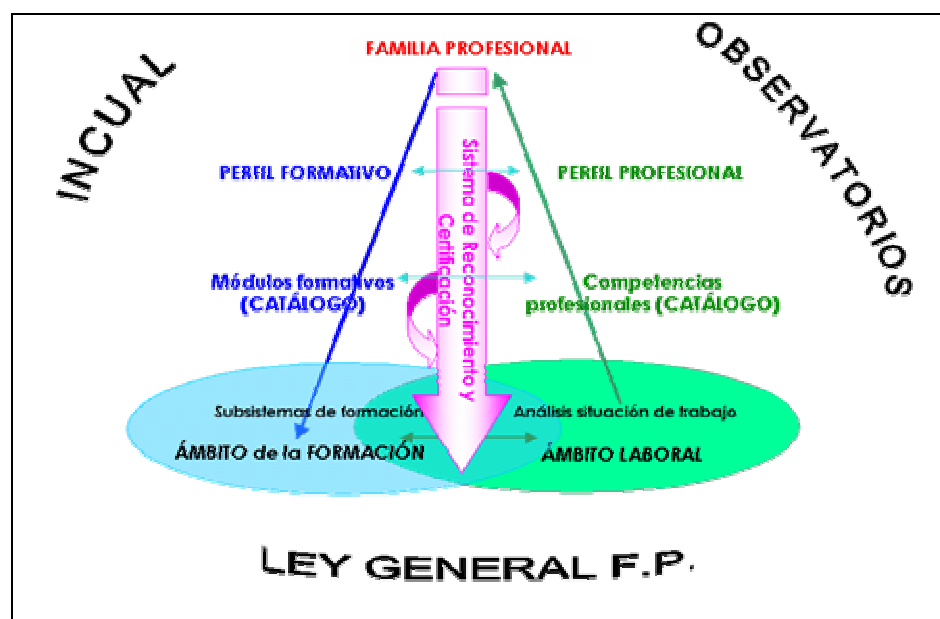 INCUAL
FAMILIA PROFESIONAL
OBSERVATORIOS
PERFIL FORMATIVO
PERFIL PROFESIONAL
Sistema de Reconocimiento y
Certificación
Módulos formativos
(CATÁLOGO)
Competencias
profesionales (CATÁLOGO)
Subsistemas de formación
Análisis situación de trabajo
ÁMBITO de la FORMACIÓN
ÁMBITO LABORAL
LEY GENERAL F.P.